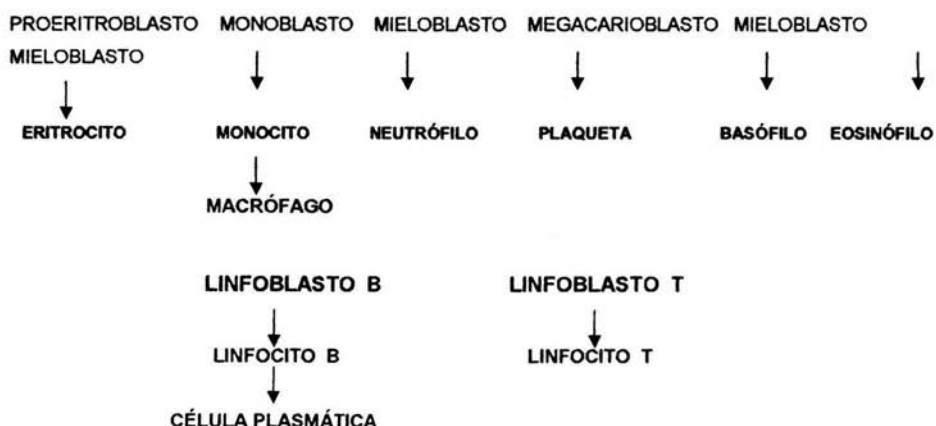 PROERITROBLASTO MONOBLASTO MIELOBLASTO MEGACARIOBLASTO MIELOBLASTO
MIELOBLASTO
ERITROCITO MONOCITO NEUTRÓFILO PLAQUETA BASÓFILO EOSINÓFILO
MACRÓFAGO
LINFOBLASTO B LINFOBLASTO T
LINFOCITO B LINFOCITO T
CÉLULA PLASMÁTICA